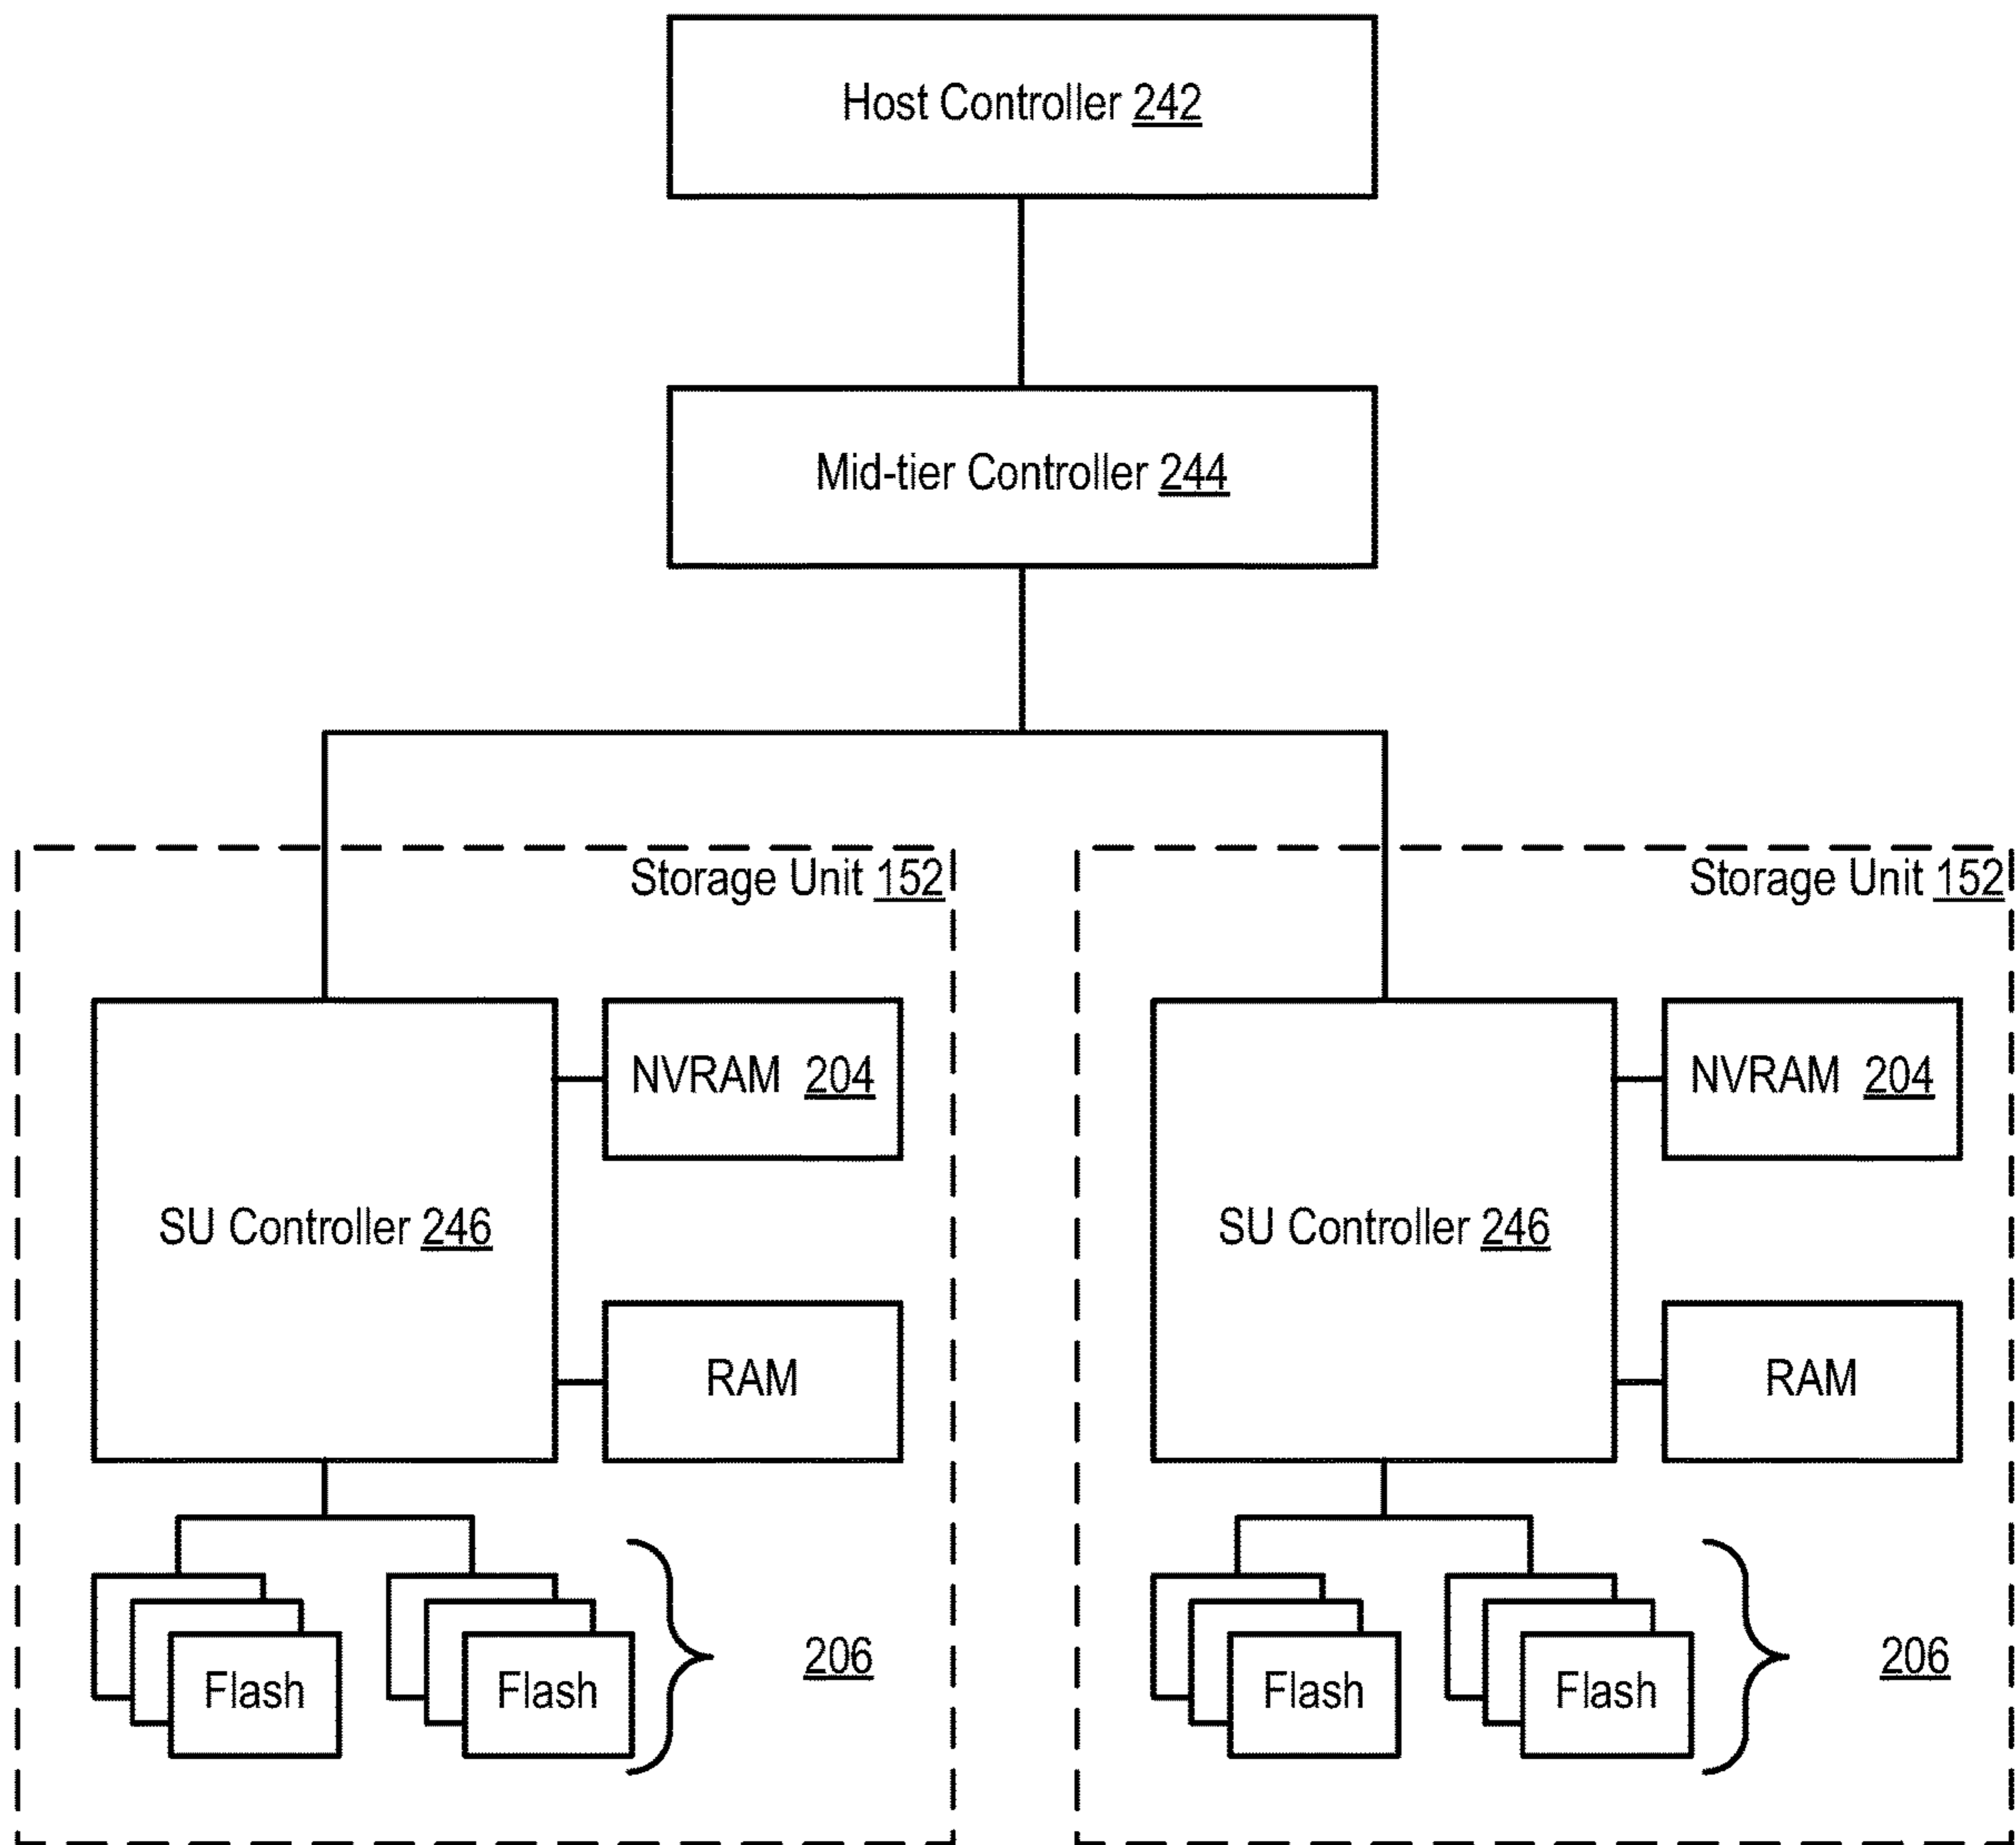 Host Controller 242
Mid-tier Controller 244
Storage Unit 152
SU Controller 246
NVRAM 204
RAM
Flash
Flash
206
Storage Unit 152
SU Controller 246
NVRAM 204
RAM
Flash
Flash
206